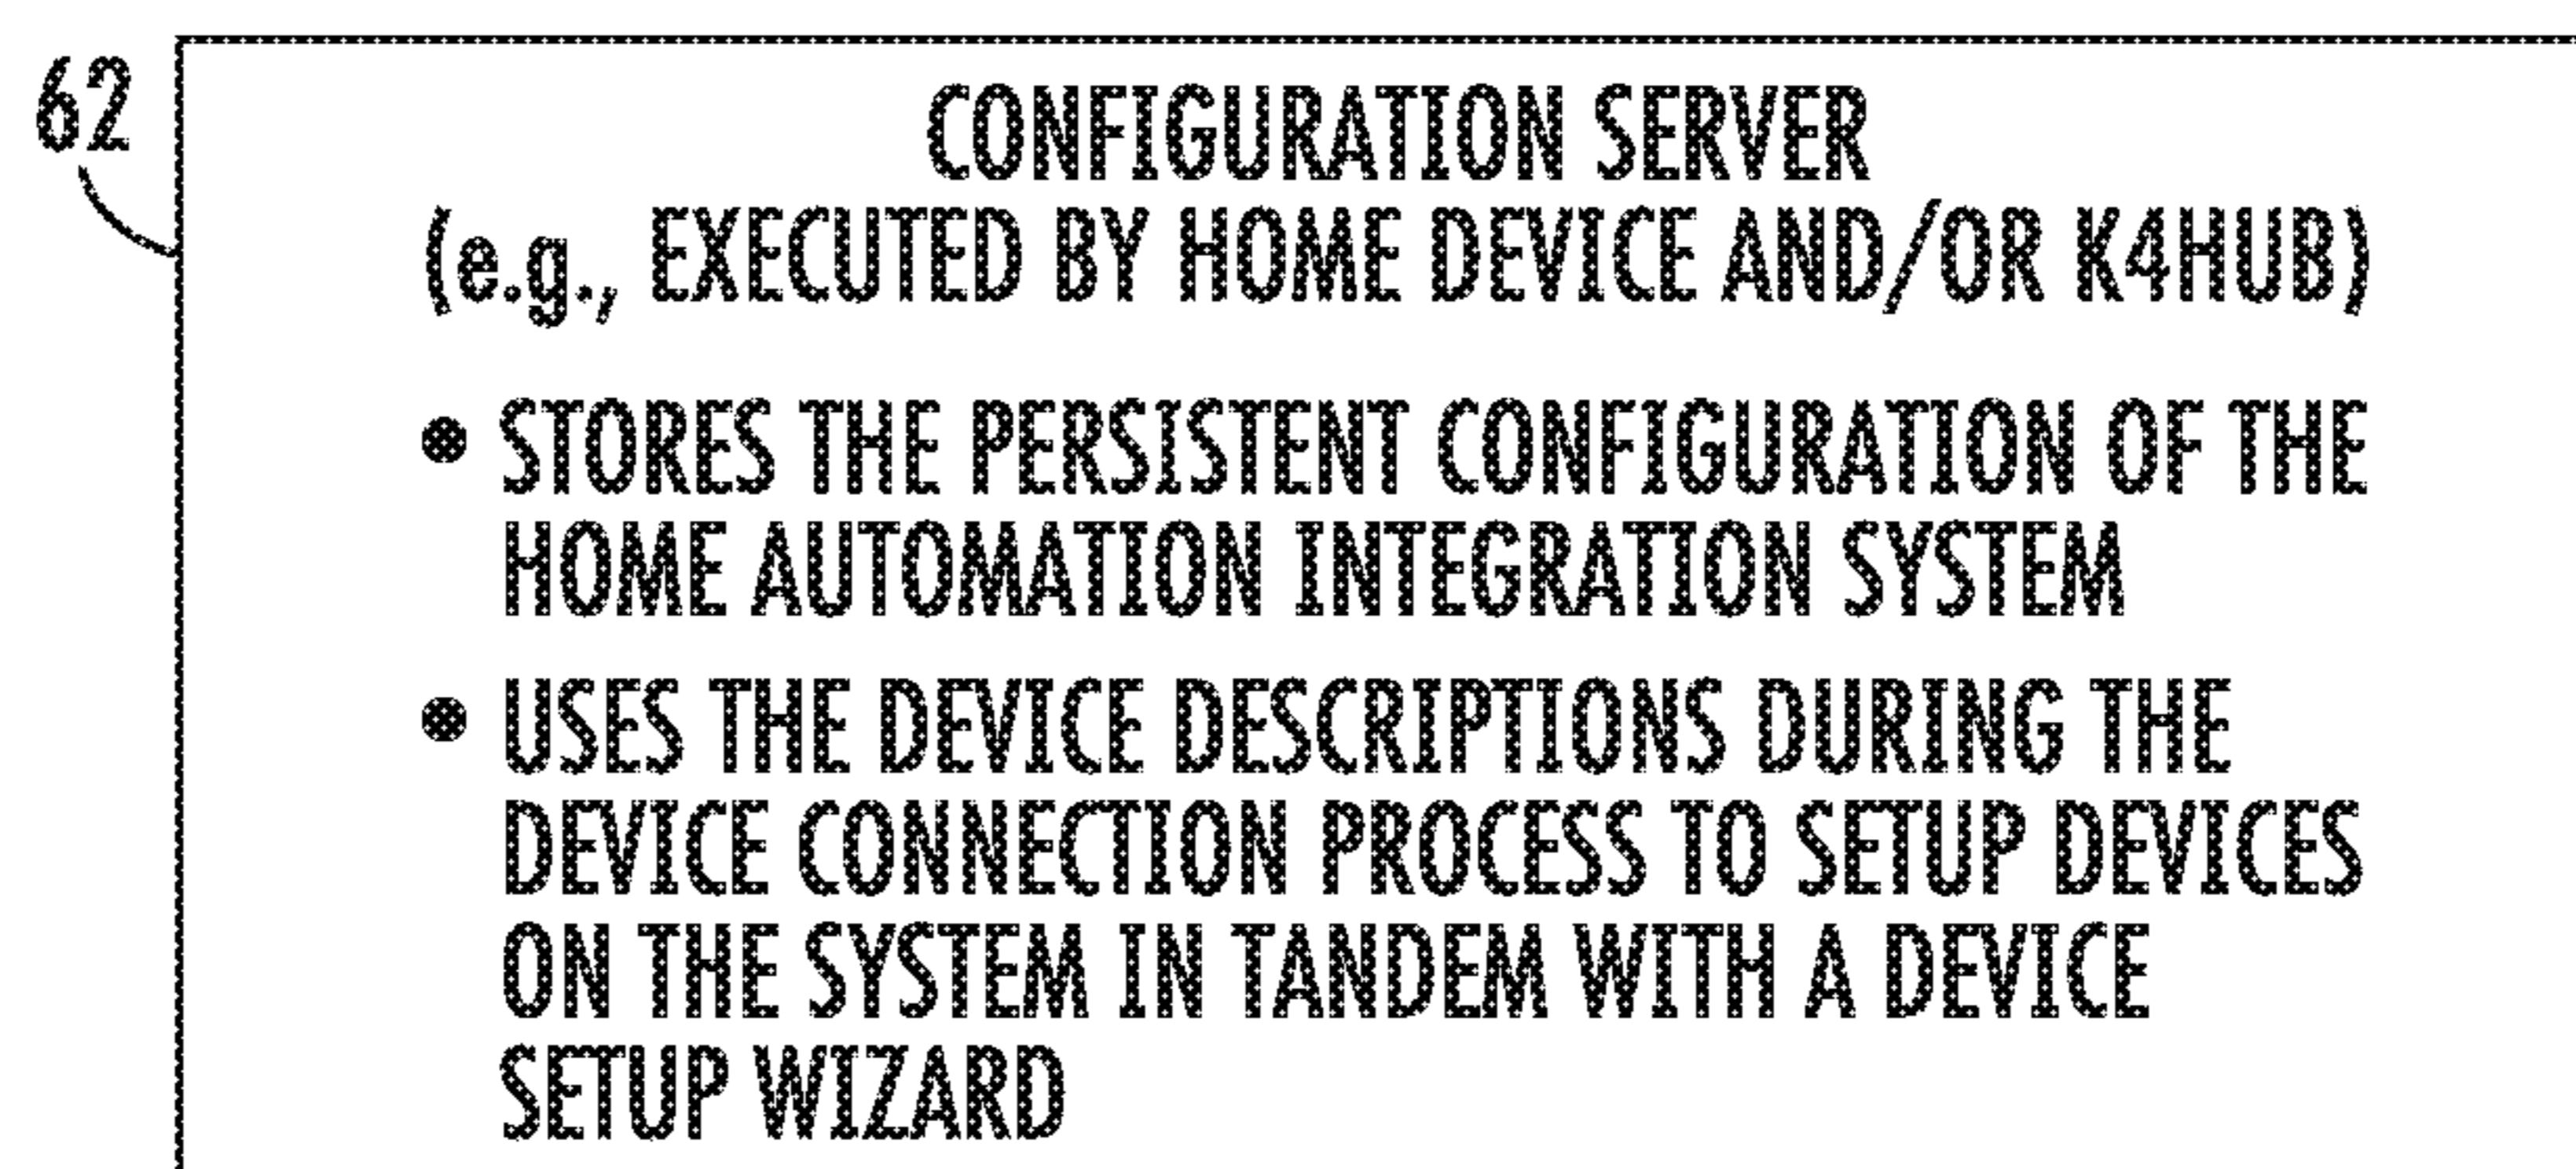 62
CONFIGURATION SERVER
(e.g., EXECUTED BY HOME DEVICE AND/OR K4HUB)
• STORES THE PERSISTENT CONFIGURATION OF THE
HOME AUTOMATION INTEGRATION SYSTEM
• USES THE DEVICE DESCRIPTIONS DURING THE
DEVICE CONNECTION PROCESS TO SETUP DEVICES
ON THE SYSTEM IN TANDEM WITH A DEVICE
SETUP WIZARD